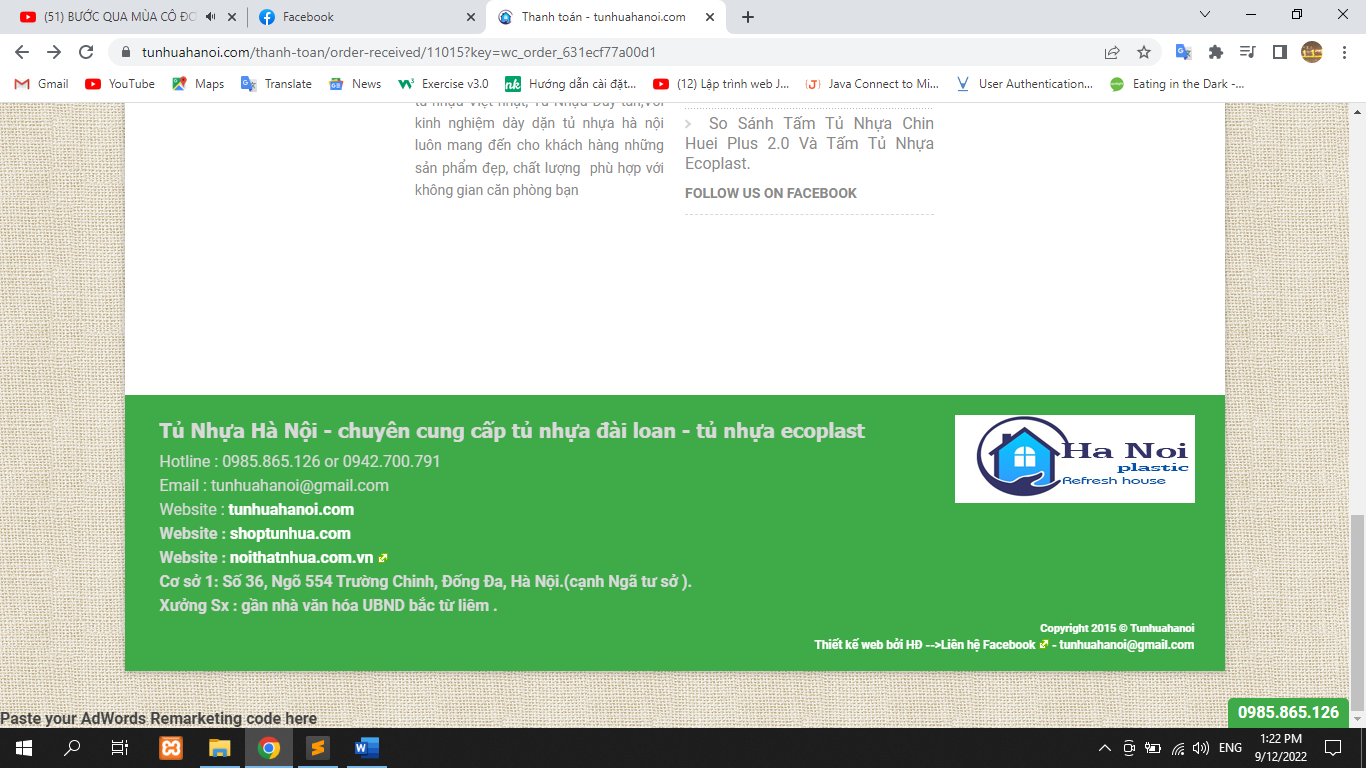 (51) BƯỚC QUA MÙA CÔ ĐƠ
Facebook
Thanh toán - tunhuahanoi.com
tunhuahanoi.com/thanh-toan/order-received/11015?key=wc_order_631ecf77a00d1
Gmail
YouTube
Maps
Translate
News
Exercise v3.0
Hướng dẫn cài đặt...
(12) Lập trình web J...
Java Connect to Mi...
User Authentication...
Eating in the Dark -...
tủ nhựa Việt nhật, Tủ Nhựa Duy tân,với
kinh nghiệm dày dặn tủ nhựa hà nội
luôn mang đến cho khách hàng những
sản phẩm đẹp, chất lượng phù hợp với
không gian căn phòng bạn
So Sánh Tấm Tủ Nhựa Chin
Huei Plus 2.0 Và Tấm Tủ Nhựa
Ecoplast.
FOLLOW US ON FACEBOOK
Tủ Nhựa Hà Nội - chuyên cung cấp tủ nhựa đài loan - tủ nhựa ecoplast
Hotline : 0985.865.126 or 0942.700.791
Email : tunhuahanoi@gmail.com
Website : tunhuahanoi.com
Website : shoptunhua.com
Website : noithatnhua.com.vn
Cơ sở 1: Số 36, Ngõ 554 Trường Chinh, Đống Đa, Hà Nội.(cạnh Ngã tư sở ).
Xưởng Sx : gần nhà văn hóa UBND bắc từ liêm .
Ha Noi
plastic
Refresh house
Copyright 2015 © Tunhuahanoi
Thiết kế web bởi HĐ -->Liên hệ Facebook - tunhuahanoi@gmail.com
Paste your AdWords Remarketing code here
0985.865.126
ENG
1:22 PM
9/12/2022